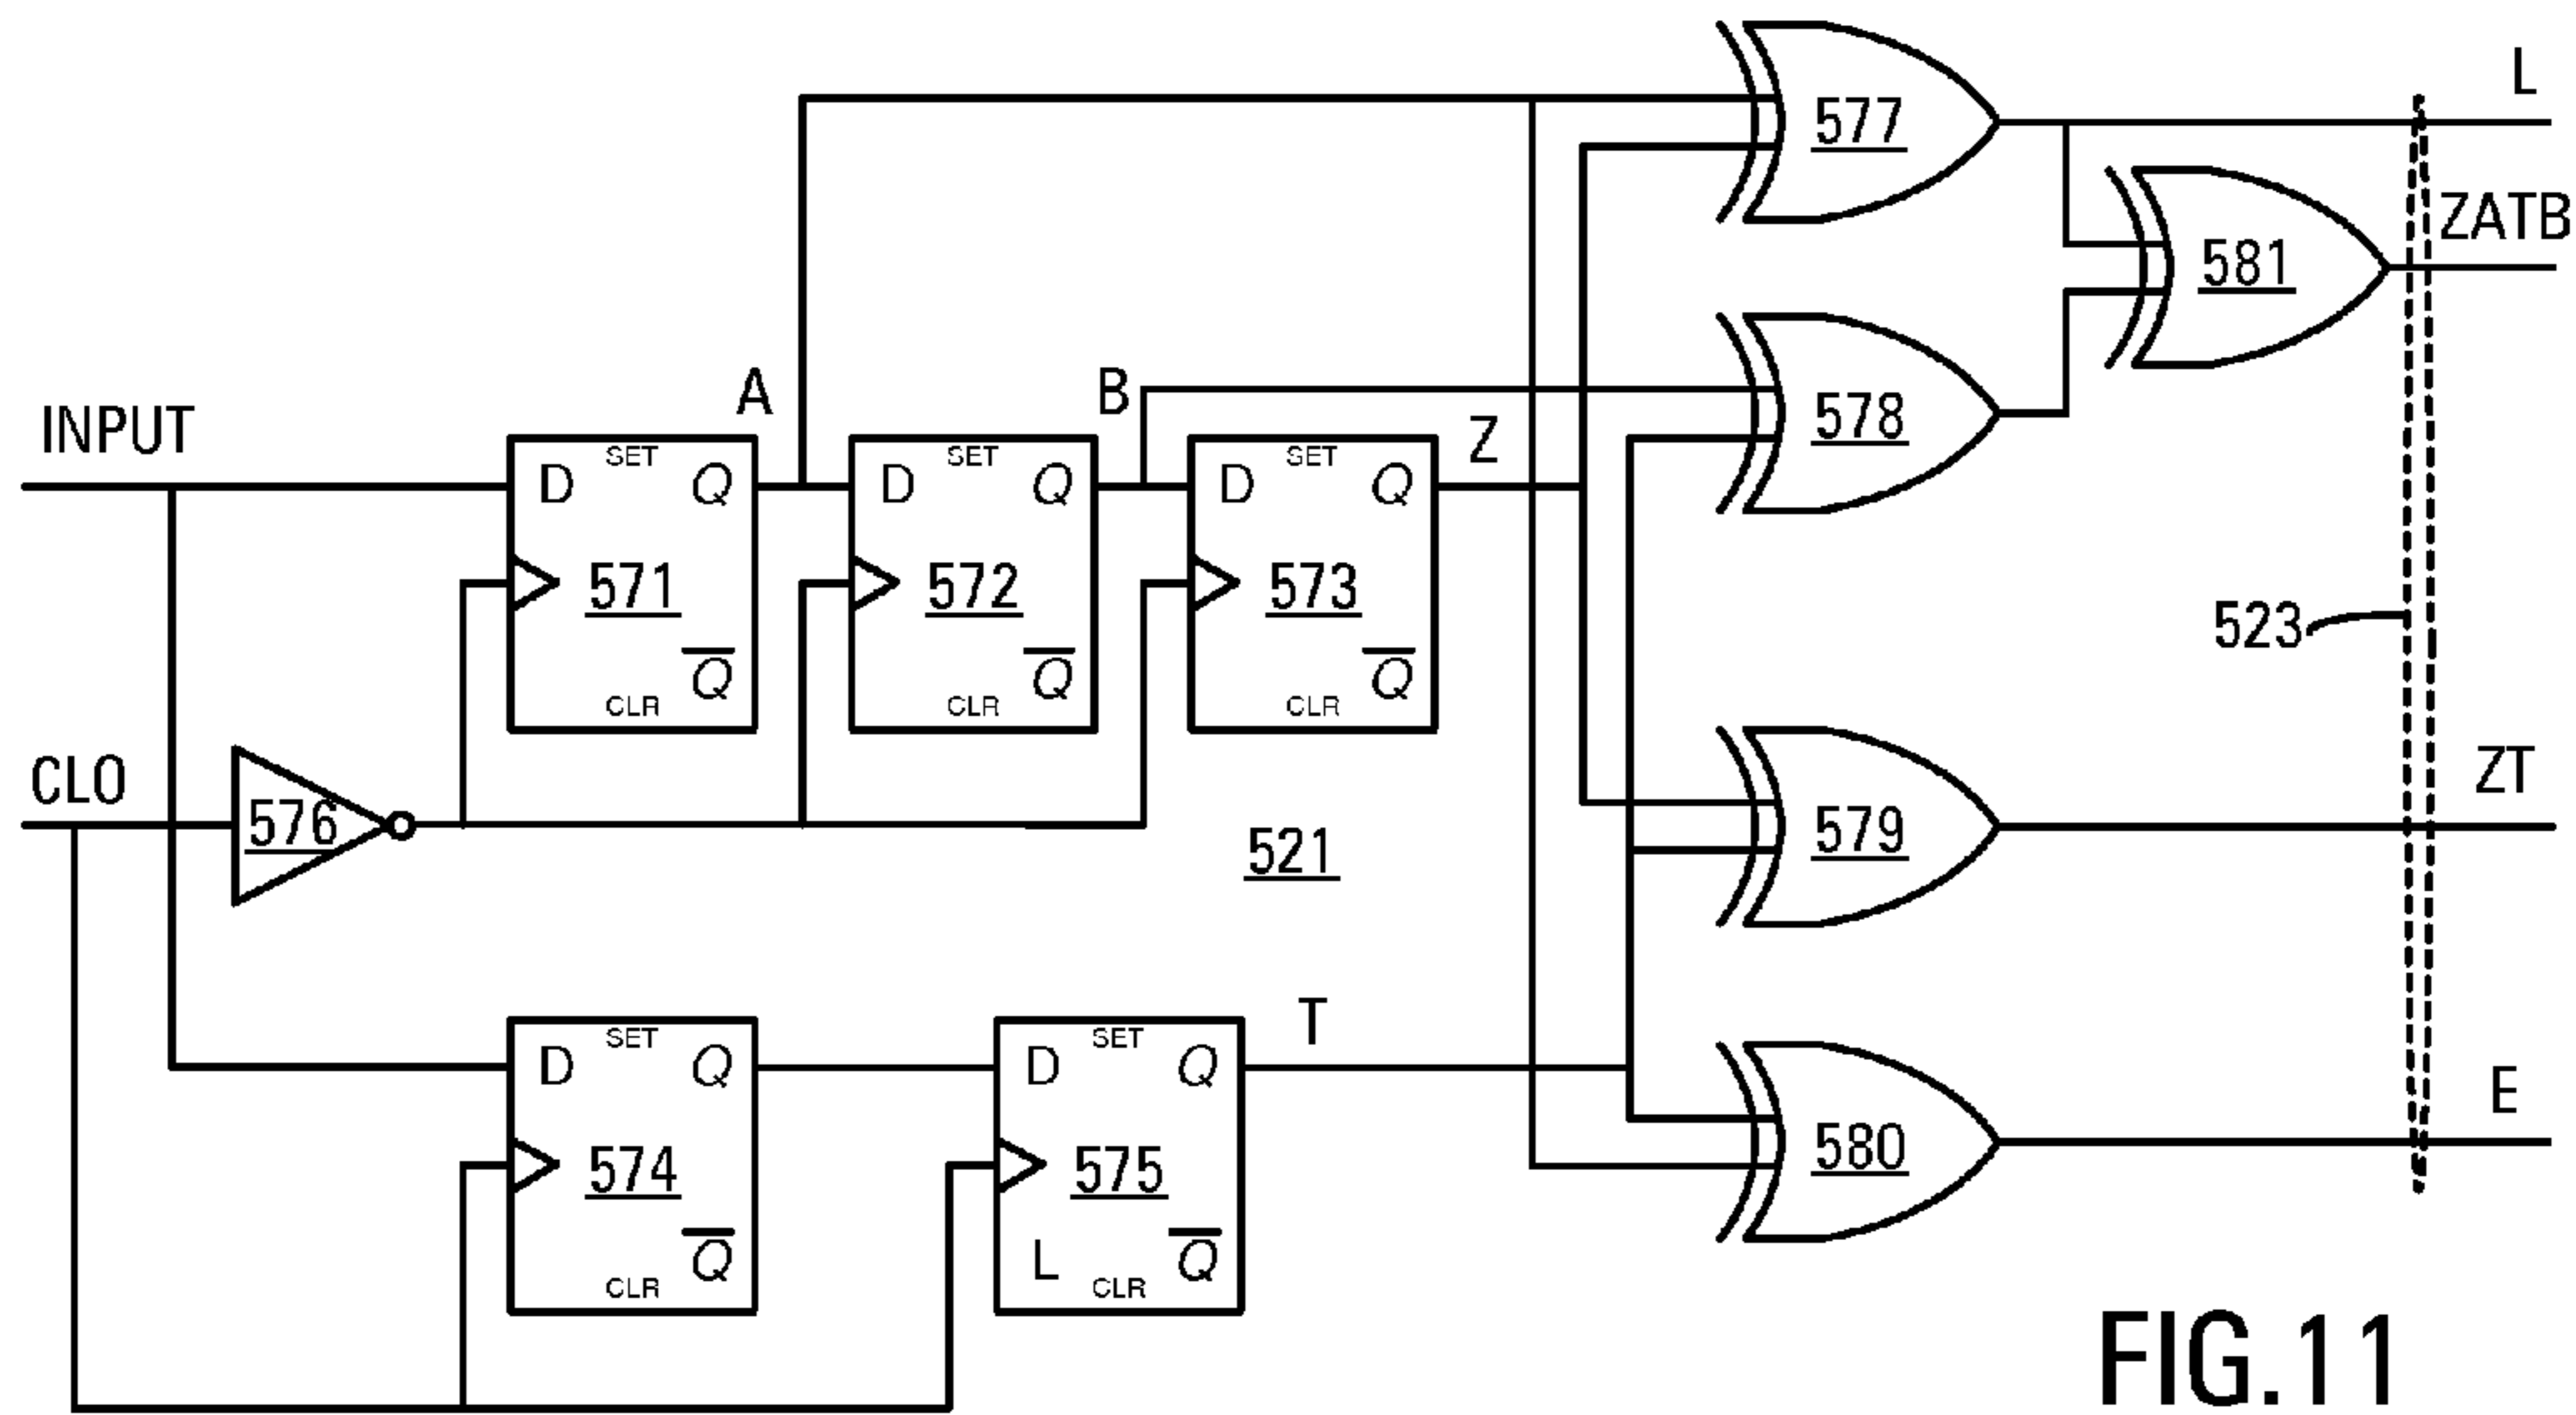 L
577
ZATB
581
A
B
578
INPUT
Z
SET
D
Q
571
Q
CLR
SET
D
Q
572
Q
CLR
SET
D
Q
573
Q
CLR
523
CLO
576
521
579
ZT
T
SET
D
Q
574
Q
CLR
SET
D
Q
575
L
Q
CLR
580
E
FIG.11